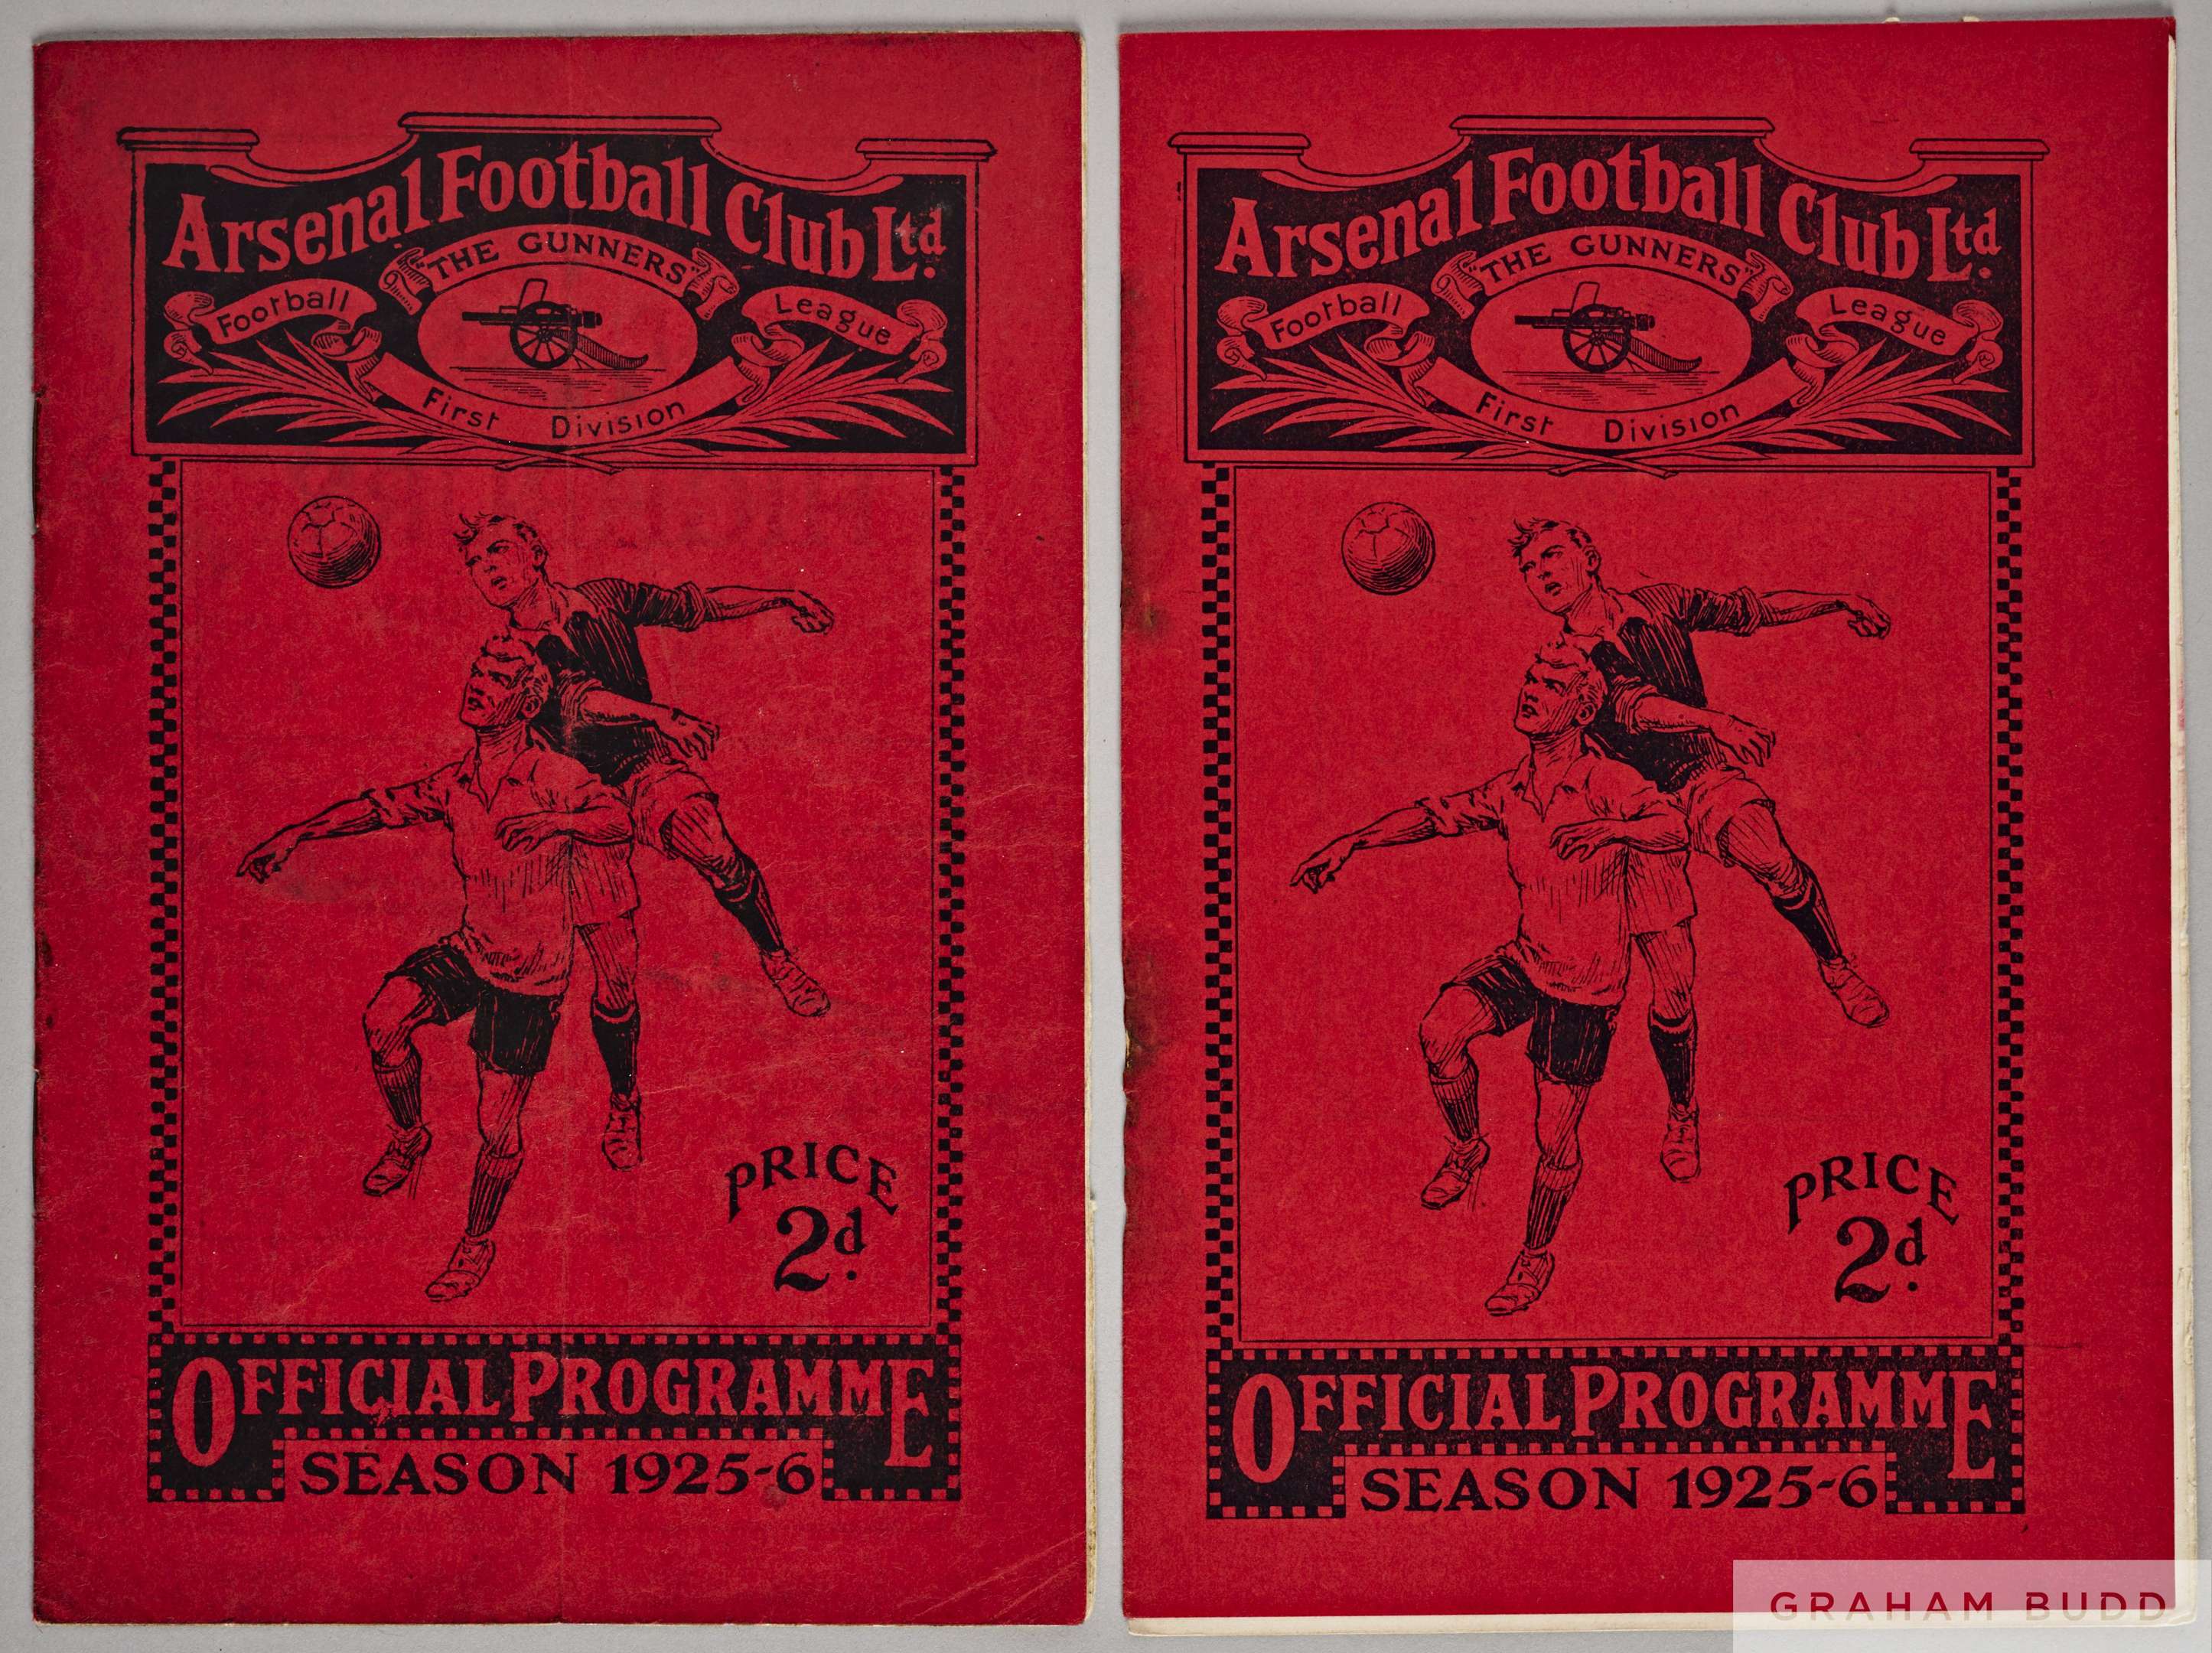 Arsenal Football Club Ltd.
"THE GUNNERS"
Football League
First Division
PRICE
2d.
OFFICIAL PROGRAMME
SEASON 1925-6
Arsenal Football Club Ltd.
"THE GUNNERS"
Football League
First Division
PRICE
2d.
OFFICIAL PROGRAMME
SEASON 1925-6
GRAHAM BUDD